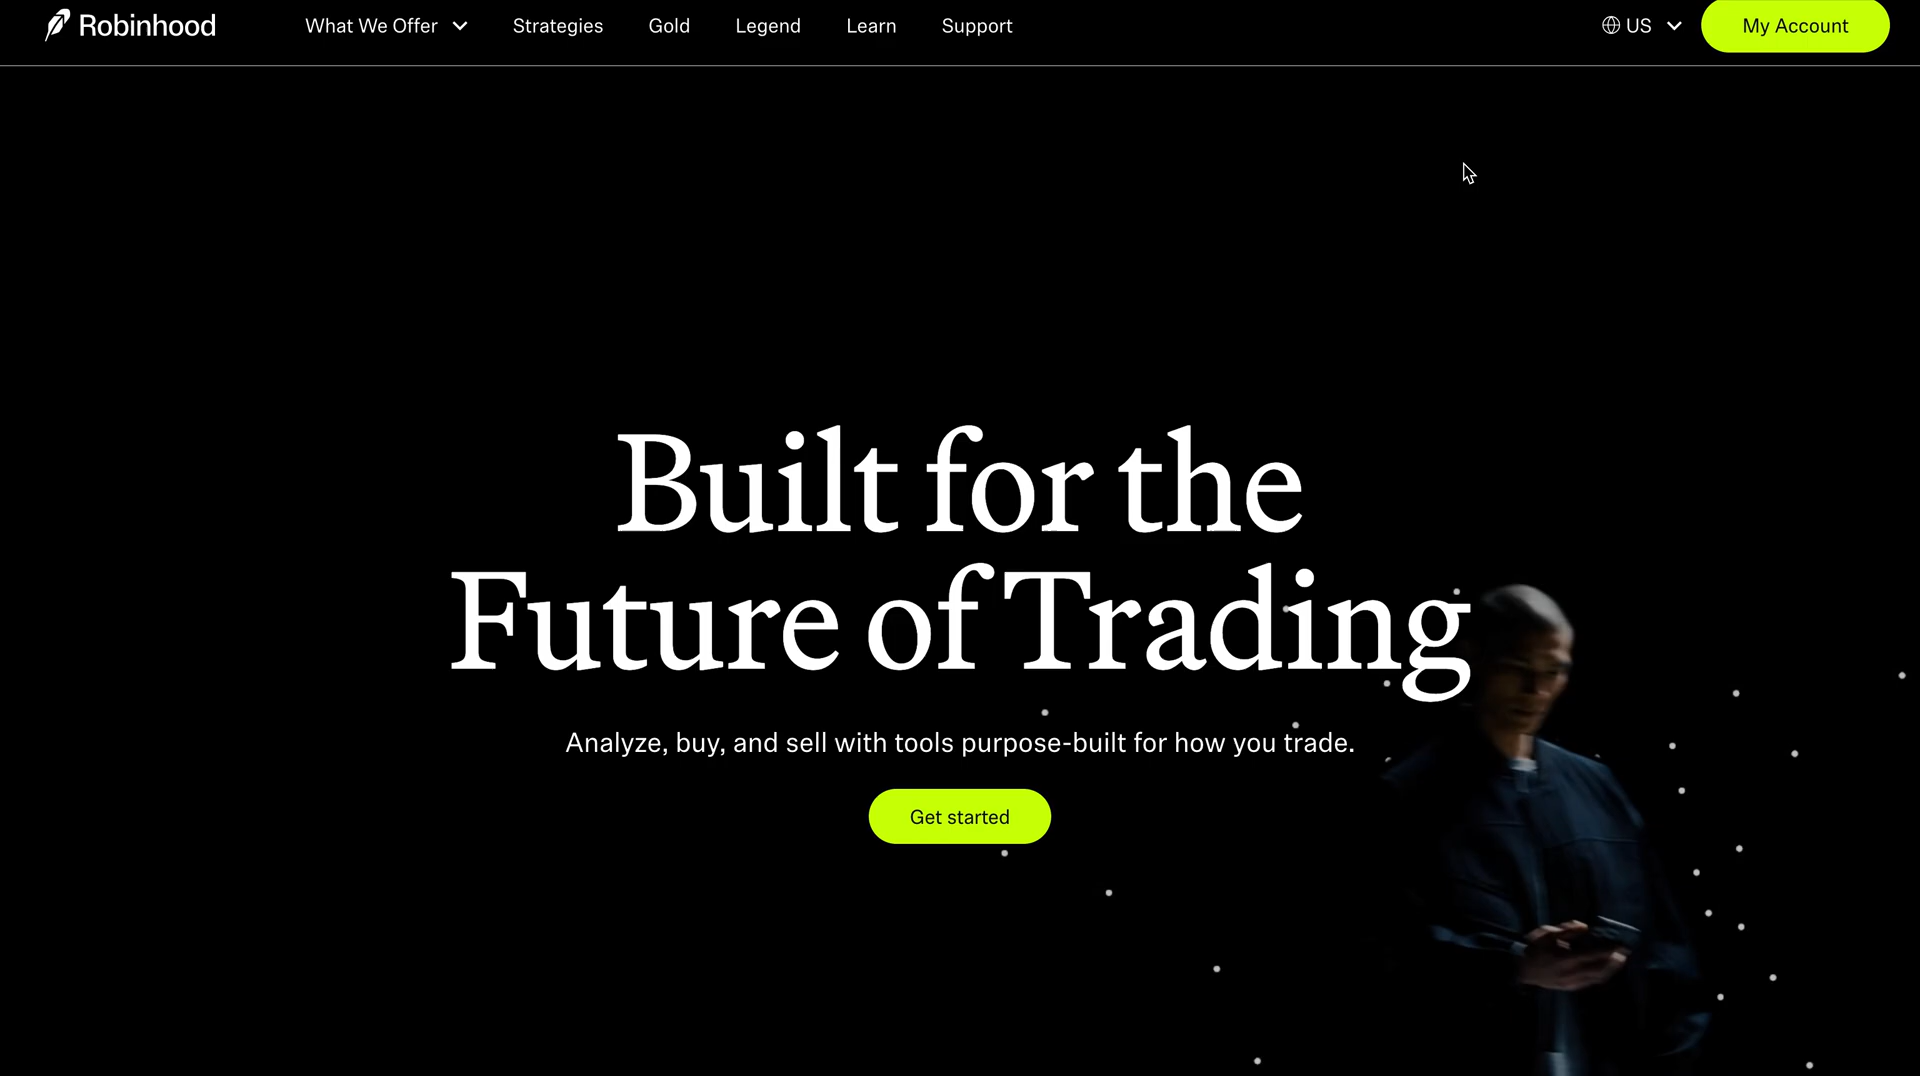 Robinhood
What We Offer
Strategies
Gold
Legend
Learn
Support
US
My Account
Built for the
Future of Trading
Analyze, buy, and sell with tools purpose-built for how you trade.
Get started